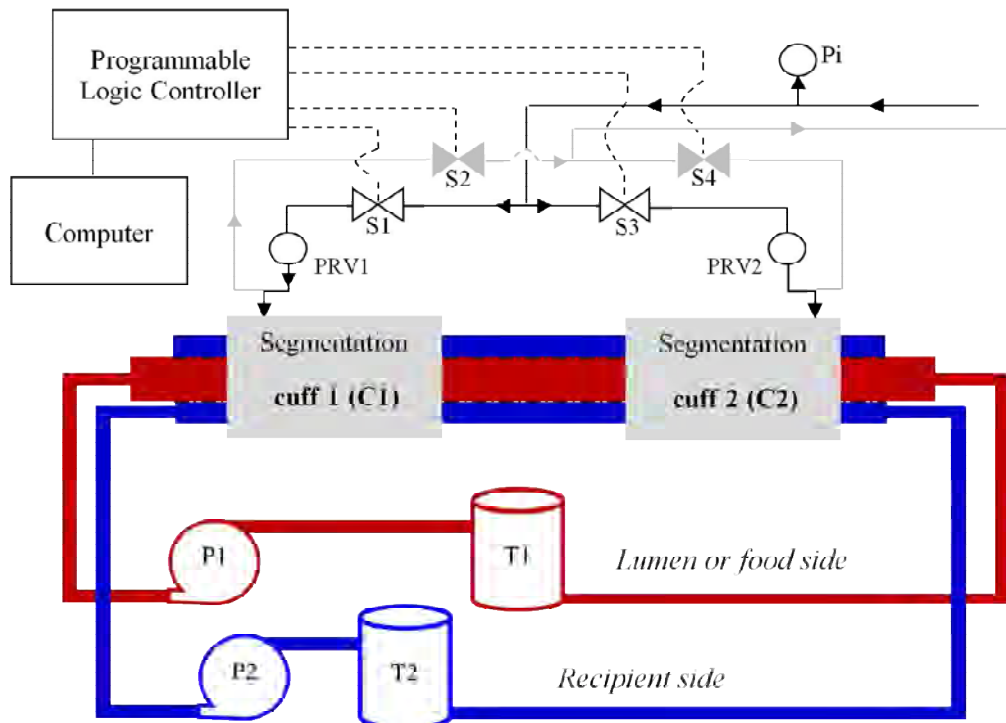 Programmable
Logic Controller
Pi
S2
S4
S1
S3
Computer
PRV1
PRV2
Segmentation
cuff 1 (C1)
Segmentation
cuff 2 (C2)
P1
T1
Lumen or food side
P2
T2
Recipient side